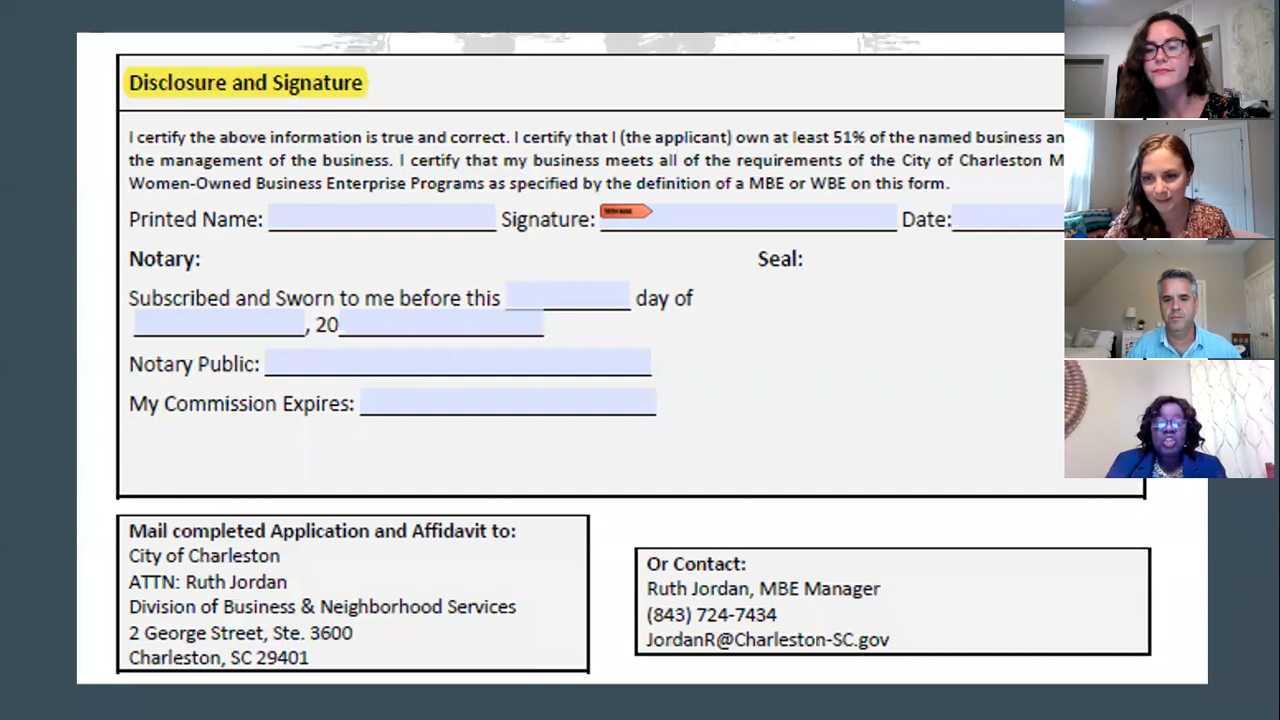 Disclosure and Signature
I certify the above information is true and correct. I certify that I (the applicant) own at least 51% of the named business an
the management of the business. I certify that my business meets all of the requirements of the City of Charleston M
Women-Owned Business Enterprise Programs as specified by the definition of a MBE or WBE on this form.
Printed Name: Signature: Date:
Notary: Seal:
Subscribed and Sworn to me before this day of
, 20
Notary Public:
My Commission Expires:
Mail completed Application and Affidavit to:
City of Charleston
ATTN: Ruth Jordan
Division of Business & Neighborhood Services
2 George Street, Ste. 3600
Charleston, SC 29401
Or Contact:
Ruth Jordan, MBE Manager
(843) 724-7434
JordanR@Charleston-SC.gov